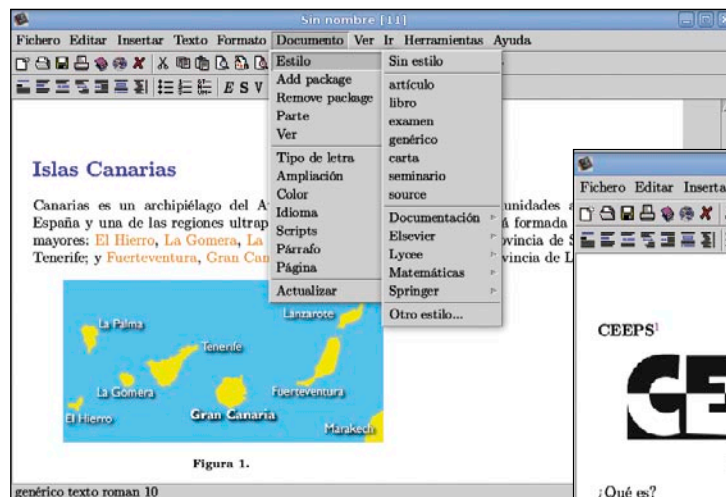 Sin nombre [11]
Fichero Editar Insertar Texto Formato Documento Ver Ir Herramientas Ayuda
E S V
Estilo
Add package
Remove package
Parte
Ver
Tipo de letra
Ampliación
Color
Idioma
Scripts
Párrafo
Página
Actualizar
Sin estilo
artículo
libro
examen
genérico
carta
seminario
source
Documentación
Elsevier
Lycee
Matemáticas
Springer
Otro estilo...
Islas Canarias
Canarias es un archipiélago del A unidades a
España y una de las regiones ultrap formada
mayores: El Hierro, La Gomera, La ovincia de S
Tenerife; y Fuerteventura, Gran Can ovincia de L
La Palma
Lanzarote
Tenerife
La Gomera
Fuerteventura
El Hierro
Gran Canaria
Marrakech
Figura 1.
genérico texto roman 10
Fichero Editar Inserta
CEEPS1
CE
¿Qué es?